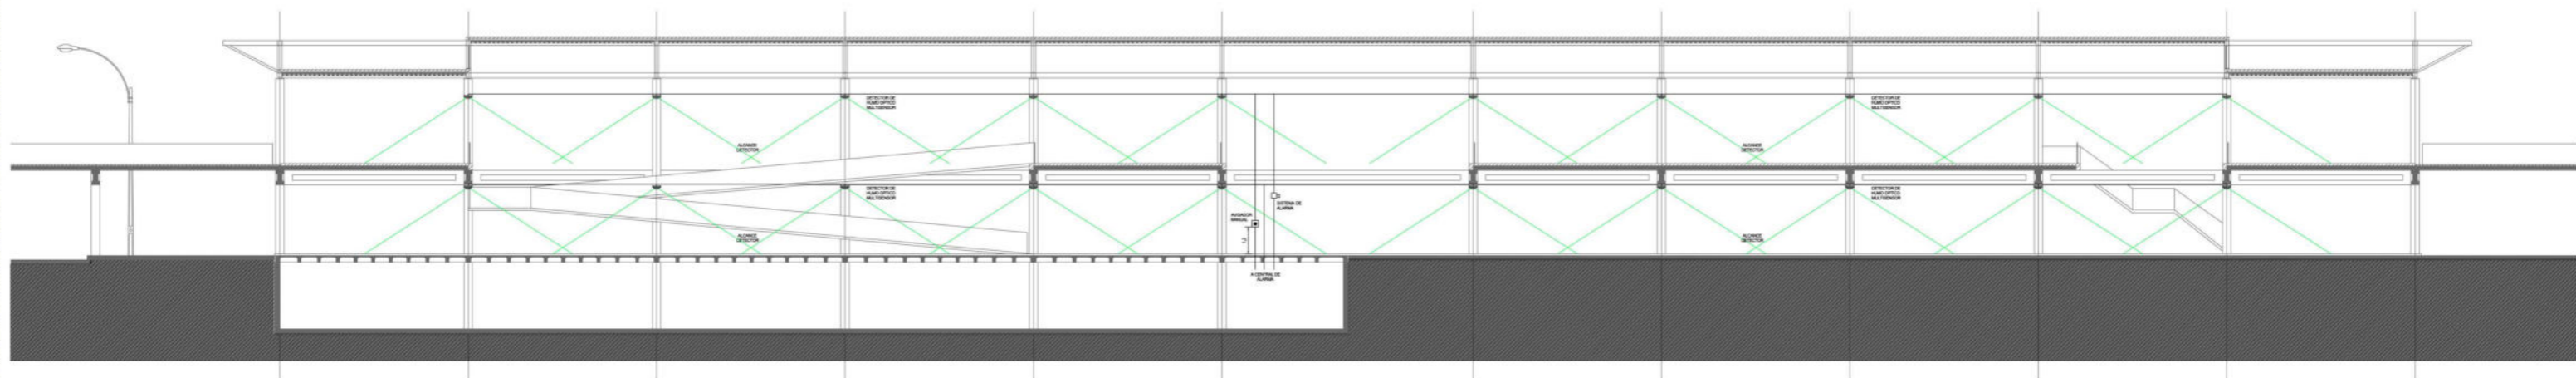 DETECTOR DE
HUMO OPTICO
MULTISENSOR
DETECTOR DE
HUMO OPTICO
MULTISENSOR
ALCANCE
DETECTOR
ALCANCE
DETECTOR
DETECTOR DE
HUMO OPTICO
MULTISENSOR
DETECTOR DE
HUMO OPTICO
MULTISENSOR
SISTEMA DE
ALARMA
AVISADOR
MANUAL
ALCANCE
DETECTOR
ALCANCE
DETECTOR
A CENTRAL DE
ALARMA